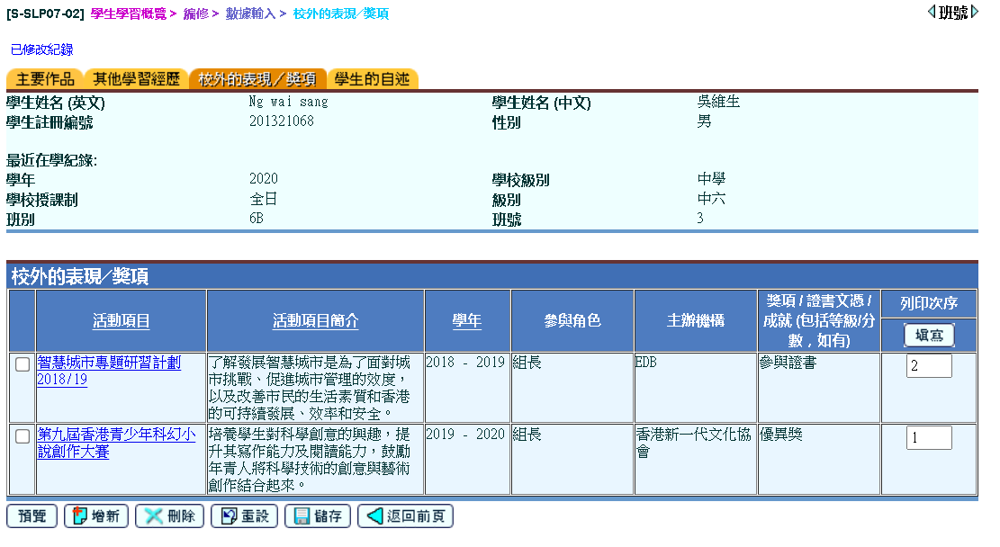 [S-SLP07-02] 學生學習概覽 > 編修 > 數據輸入 > 校外的表現／獎項
班號
已修改紀錄
主要作品 其他學習經歷 校外的表現／獎項 學生的自述
學生姓名 (英文) Ng wai sang 學生姓名 (中文) 吳維生
學生註冊編號 201321068 性別 男
最近在學紀錄:
學年 2020 學校級別 中學
學校授課制 全日 級別 中六
班別 6B 班號 3
校外的表現／獎項
活動項目 活動項目簡介 學年 參與角色 主辦機構
獎項 / 證書文憑 /
成就 (包括等級/分
數，如有)
列印次序
填寫
智慧城市專題研習計劃
2018/19
了解發展智慧城市是為了面對城
市挑戰、促進城市管理的效度，
以及改善市民的生活素質和香港
的可持續發展、效率和安全。
2018 - 2019 組長 EDB 參與證書 2
第九屆香港青少年科幻小
說創作大賽
培養學生對科學創意的興趣，提
升其寫作能力及閱讀能力，鼓勵
年青人將科學技術的創意與藝術
創作結合起來。
2019 - 2020 組長
香港新一代文化協
會
優異獎 1
預覽 增新 刪除 重設 儲存 返回前頁